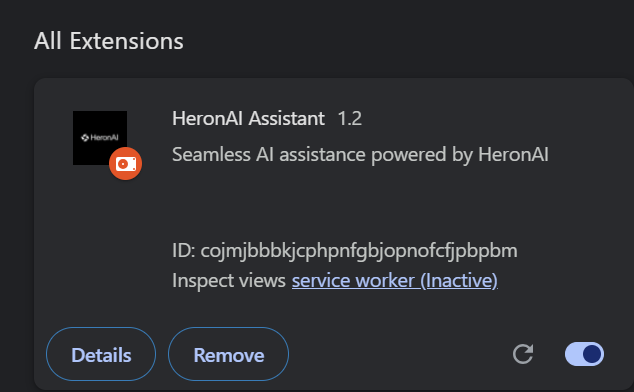 All Extensions
HeronAI
HeronAI Assistant 1.2
Seamless AI assistance powered by HeronAI
ID: cojmjbbbkjcphpnfgbjopnofcfjpbpbm
Inspect views service worker (Inactive)
Details Remove